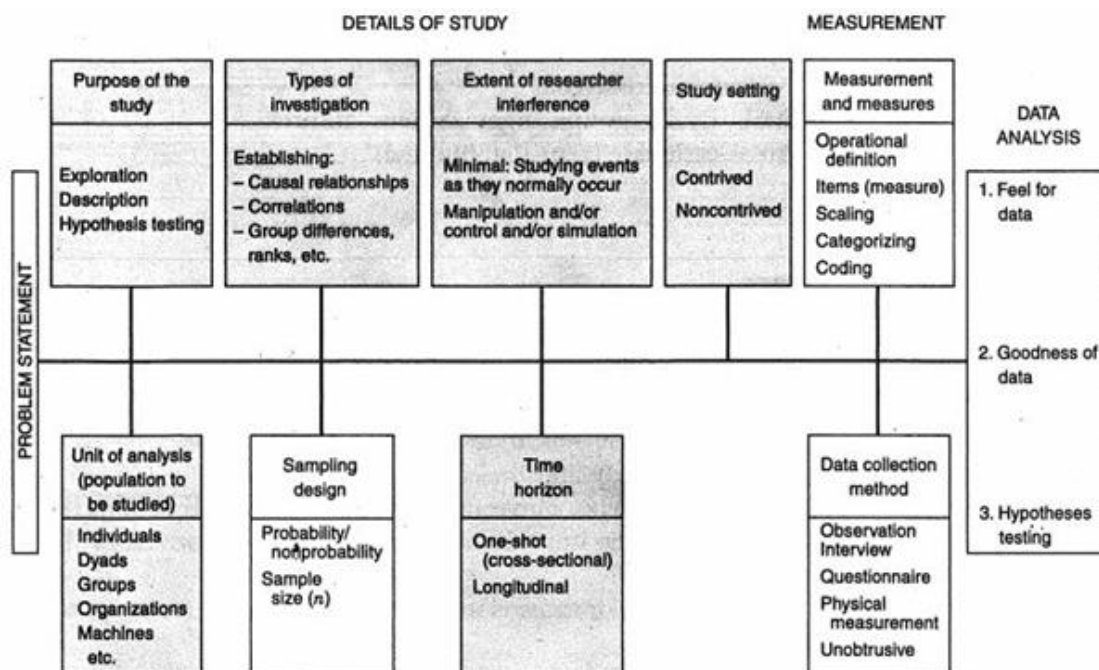 DETAILS OF STUDY
MEASUREMENT
Purpose of the
study
Exploration
Description
Hypothesis testing
Types of
investigation
Establishing:
– Causal relationships
– Correlations
– Group differences,
ranks, etc.
Extent of researcher
interference
Minimal: Studying events
as they normally occur
Manipulation and/or
control and/or simulation
Study setting
Contrived
Noncontrived
Measurement
and measures
Operational
definition
Items (measure)
Scaling
Categorizing
Coding
DATA
ANALYSIS
1. Feel for
data
2. Goodness of
data
3. Hypotheses
testing
PROBLEM STATEMENT
Unit of analysis
(population to
be studied)
Individuals
Dyads
Groups
Organizations
Machines
etc.
Sampling
design
Probability/
nonprobability
Sample
size (n)
Time
horizon
One-shot
(cross-sectional)
Longitudinal
Data collection
method
Observation
Interview
Questionnaire
Physical
measurement
Unobtrusive